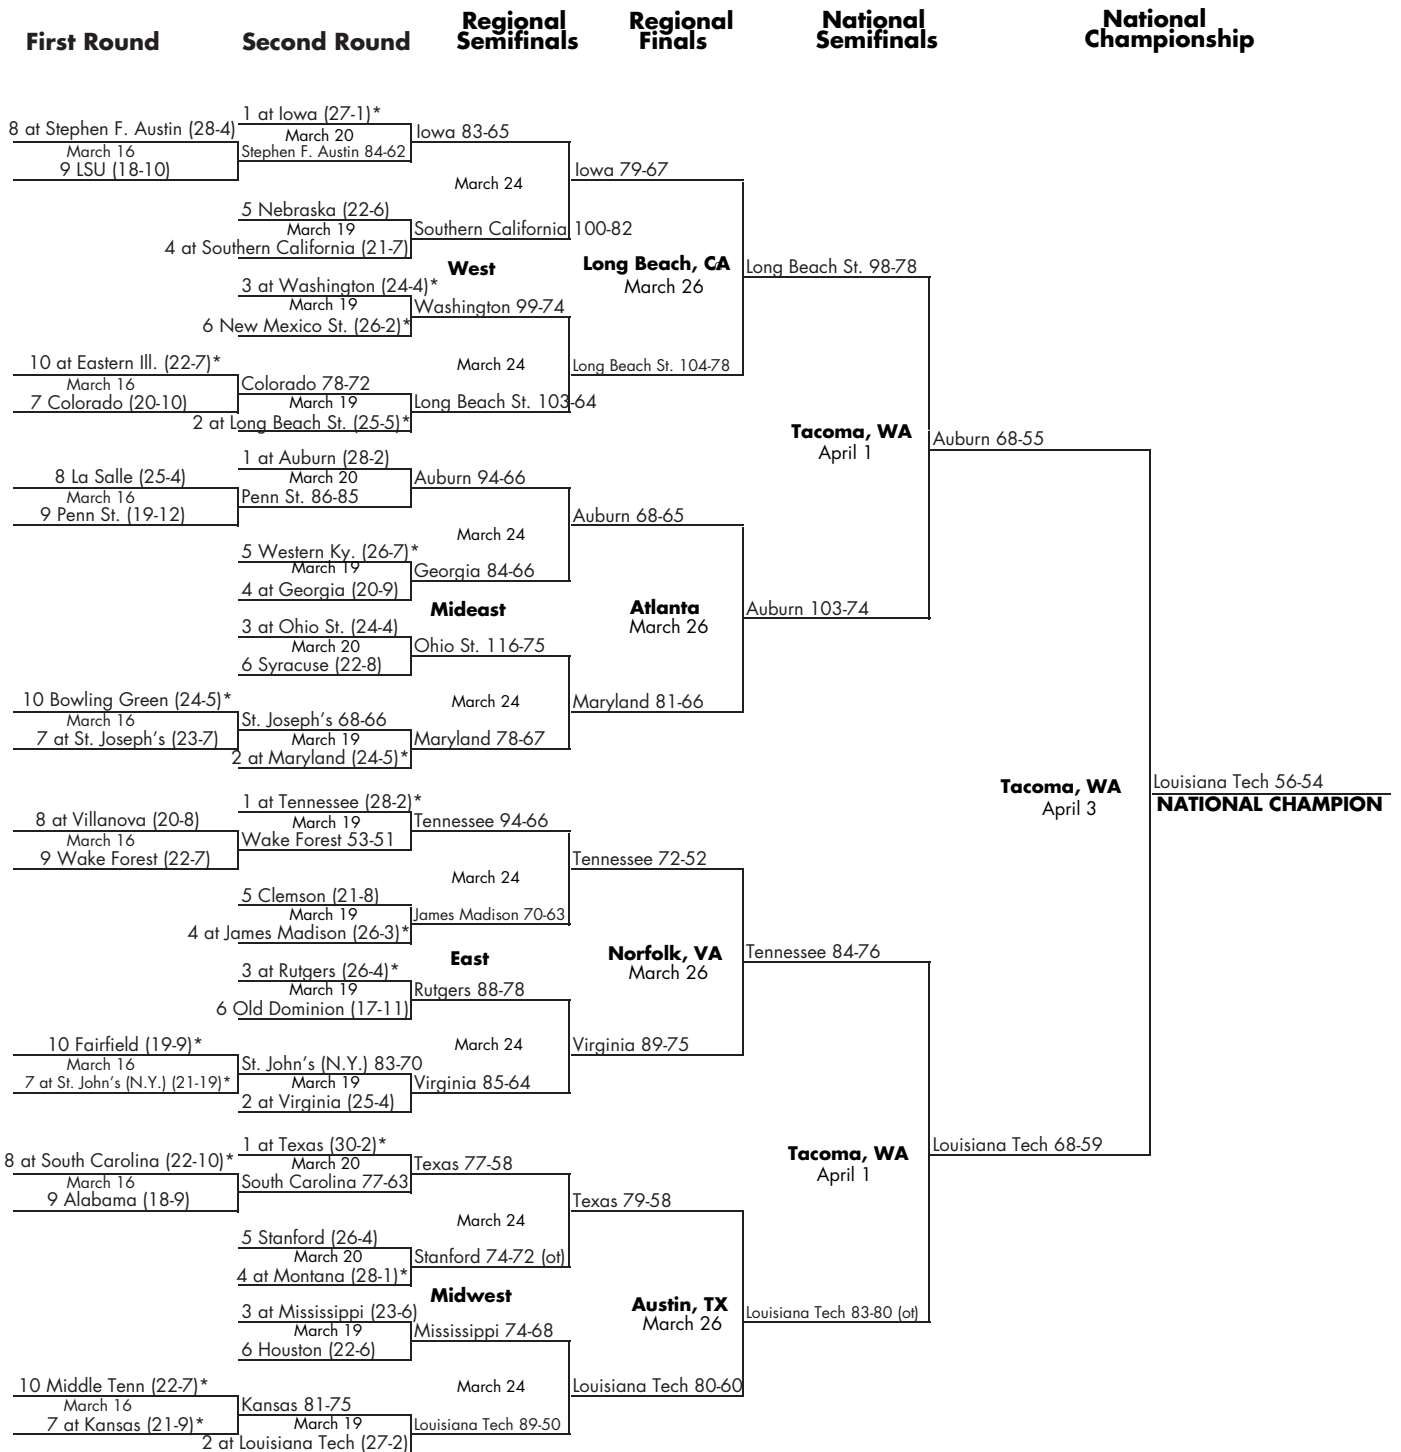 First Round
Second Round
Regional
Semifinals
Regional
Finals
National
Semifinals
National
Championship
1 at Iowa (27-1)*
8 at Stephen F. Austin (28-4)
March 20
Iowa 83-65
March 16
Stephen F. Austin 84-62
9 LSU (18-10)
March 24
Iowa 79-67
5 Nebraska (22-6)
March 19
Southern California 100-82
4 at Southern California (21-7)
West
Long Beach, CA
March 26
Long Beach St. 98-78
3 at Washington (24-4)*
March 19
Washington 99-74
6 New Mexico St. (26-2)*
10 at Eastern Ill. (22-7)*
March 24
Long Beach St. 104-78
March 16
Colorado 78-72
7 Colorado (20-10)
March 19
Long Beach St. 103-64
2 at Long Beach St. (25-5)*
Tacoma, WA
April 1
Auburn 68-55
1 at Auburn (28-2)
8 La Salle (25-4)
March 20
Auburn 94-66
March 16
Penn St. 86-85
9 Penn St. (19-12)
Auburn 68-65
March 24
5 Western Ky. (26-7)*
March 19
Georgia 84-66
4 at Georgia (20-9)
Mideast
Atlanta
March 26
Auburn 103-74
3 at Ohio St. (24-4)
March 20
Ohio St. 116-75
6 Syracuse (22-8)
10 Bowling Green (24-5)*
March 24
Maryland 81-66
March 16
St. Joseph's 68-66
7 at St. Joseph's (23-7)
March 19
Maryland 78-67
2 at Maryland (24-5)*
Tacoma, WA
April 3
Louisiana Tech 56-54
NATIONAL CHAMPION
1 at Tennessee (28-2)*
8 at Villanova (20-8)
March 19
Tennessee 94-66
March 16
Wake Forest 53-51
9 Wake Forest (22-7)
Tennessee 72-52
March 24
5 Clemson (21-8)
March 19
James Madison 70-63
4 at James Madison (26-3)*
East
Norfolk, VA
March 26
Tennessee 84-76
3 at Rutgers (26-4)*
March 19
Rutgers 88-78
6 Old Dominion (17-11)
10 Fairfield (19-9)*
March 24
Virginia 89-75
March 16
St. John's (N.Y.) 83-70
7 at St. John's (N.Y.) (21-19)*
March 19
Virginia 85-64
2 at Virginia (25-4)
Tacoma, WA
April 1
Louisiana Tech 68-59
1 at Texas (30-2)*
8 at South Carolina (22-10)*
March 20
Texas 77-58
March 16
South Carolina 77-63
9 Alabama (18-9)
Texas 79-58
March 24
5 Stanford (26-4)
March 20
Stanford 74-72 (ot)
4 at Montana (28-1)*
Midwest
Austin, TX
March 26
Louisiana Tech 83-80 (ot)
3 at Mississippi (23-6)
March 19
Mississippi 74-68
6 Houston (22-6)
10 Middle Tenn (22-7)*
March 24
Louisiana Tech 80-60
March 16
Kansas 81-75
7 at Kansas (21-9)*
March 19
Louisiana Tech 89-50
2 at Louisiana Tech (27-2)